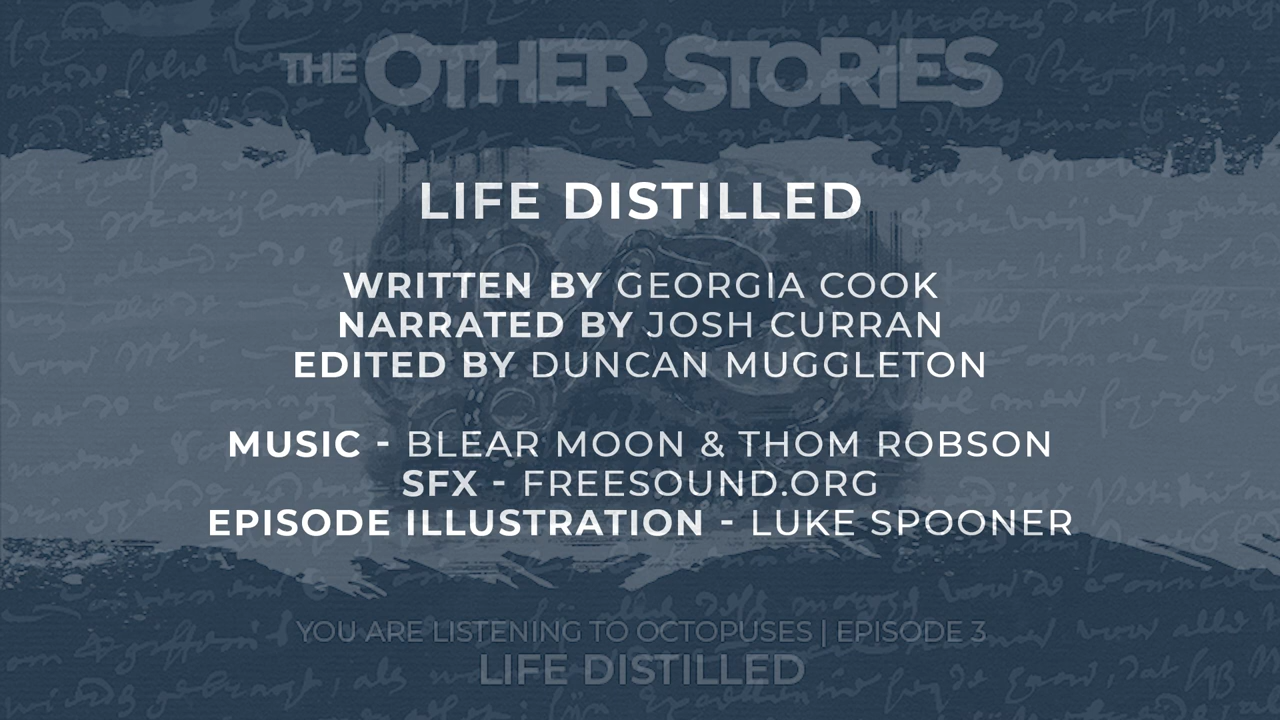 THE OTHER STORIES
LIFE DISTILLED
WRITTEN BY GEORGIA COOK
NARRATED BY JOSH CURRAN
EDITED BY DUNCAN MUGGLETON
MUSIC - BLEAR MOON & THOM ROBSON
SFX - FREESOUND.ORG
EPISODE ILLUSTRATION - LUKE SPOONER
YOU ARE LISTENING TO OCTOPUSES | EPISODE 3
LIFE DISTILLED